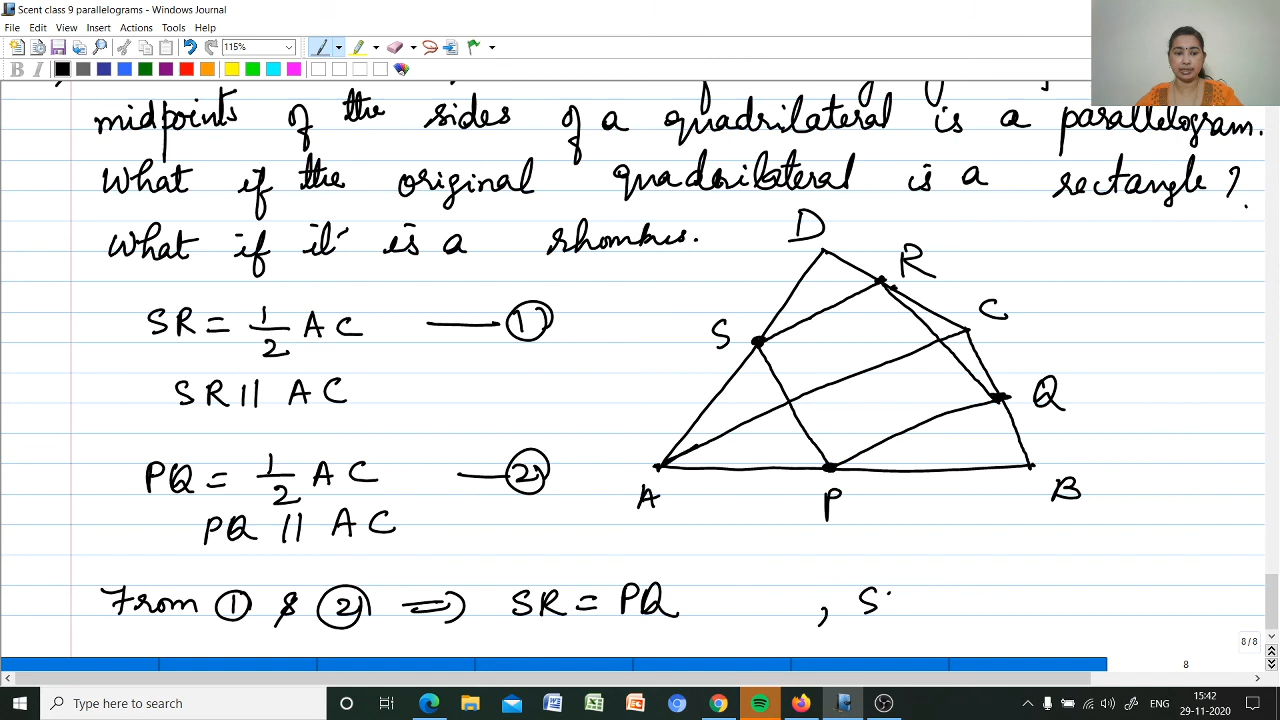 Scent class 9 parallelograms - Windows Journal
File Edit View Insert Actions Tools Help
115%
B I
midpoints of the sides of a quadrilateral is a parallelogram.
What if the original quadrilateral is a rectangle?
What if it is a rhombus.
D
R
C
S
Q
A
P
B
SR = 1/2 AC — 1
SR || AC
PQ = 1/2 AC — 2
PQ || AC
From 1 & 2 => SR = PQ , S
8 / 8
8
Type here to search
ENG
15:42
29-11-2020